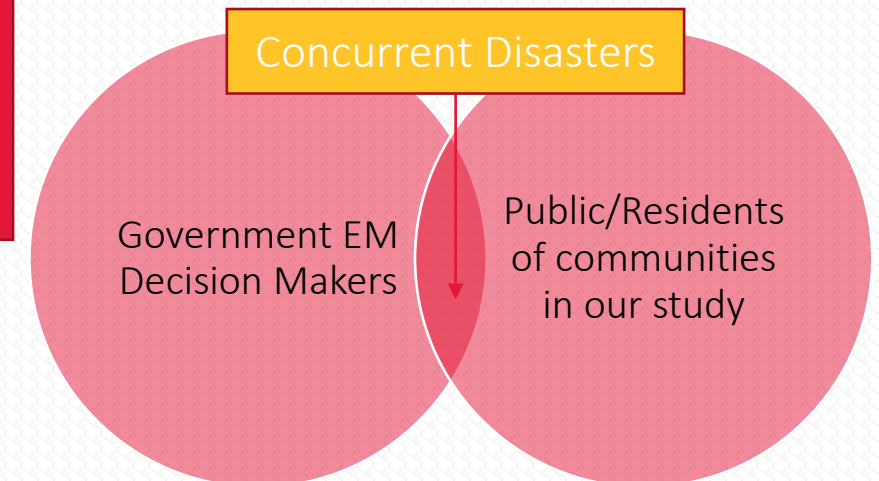 Concurrent Disasters
Government EM
Decision Makers
Public/Residents
of communities
in our study